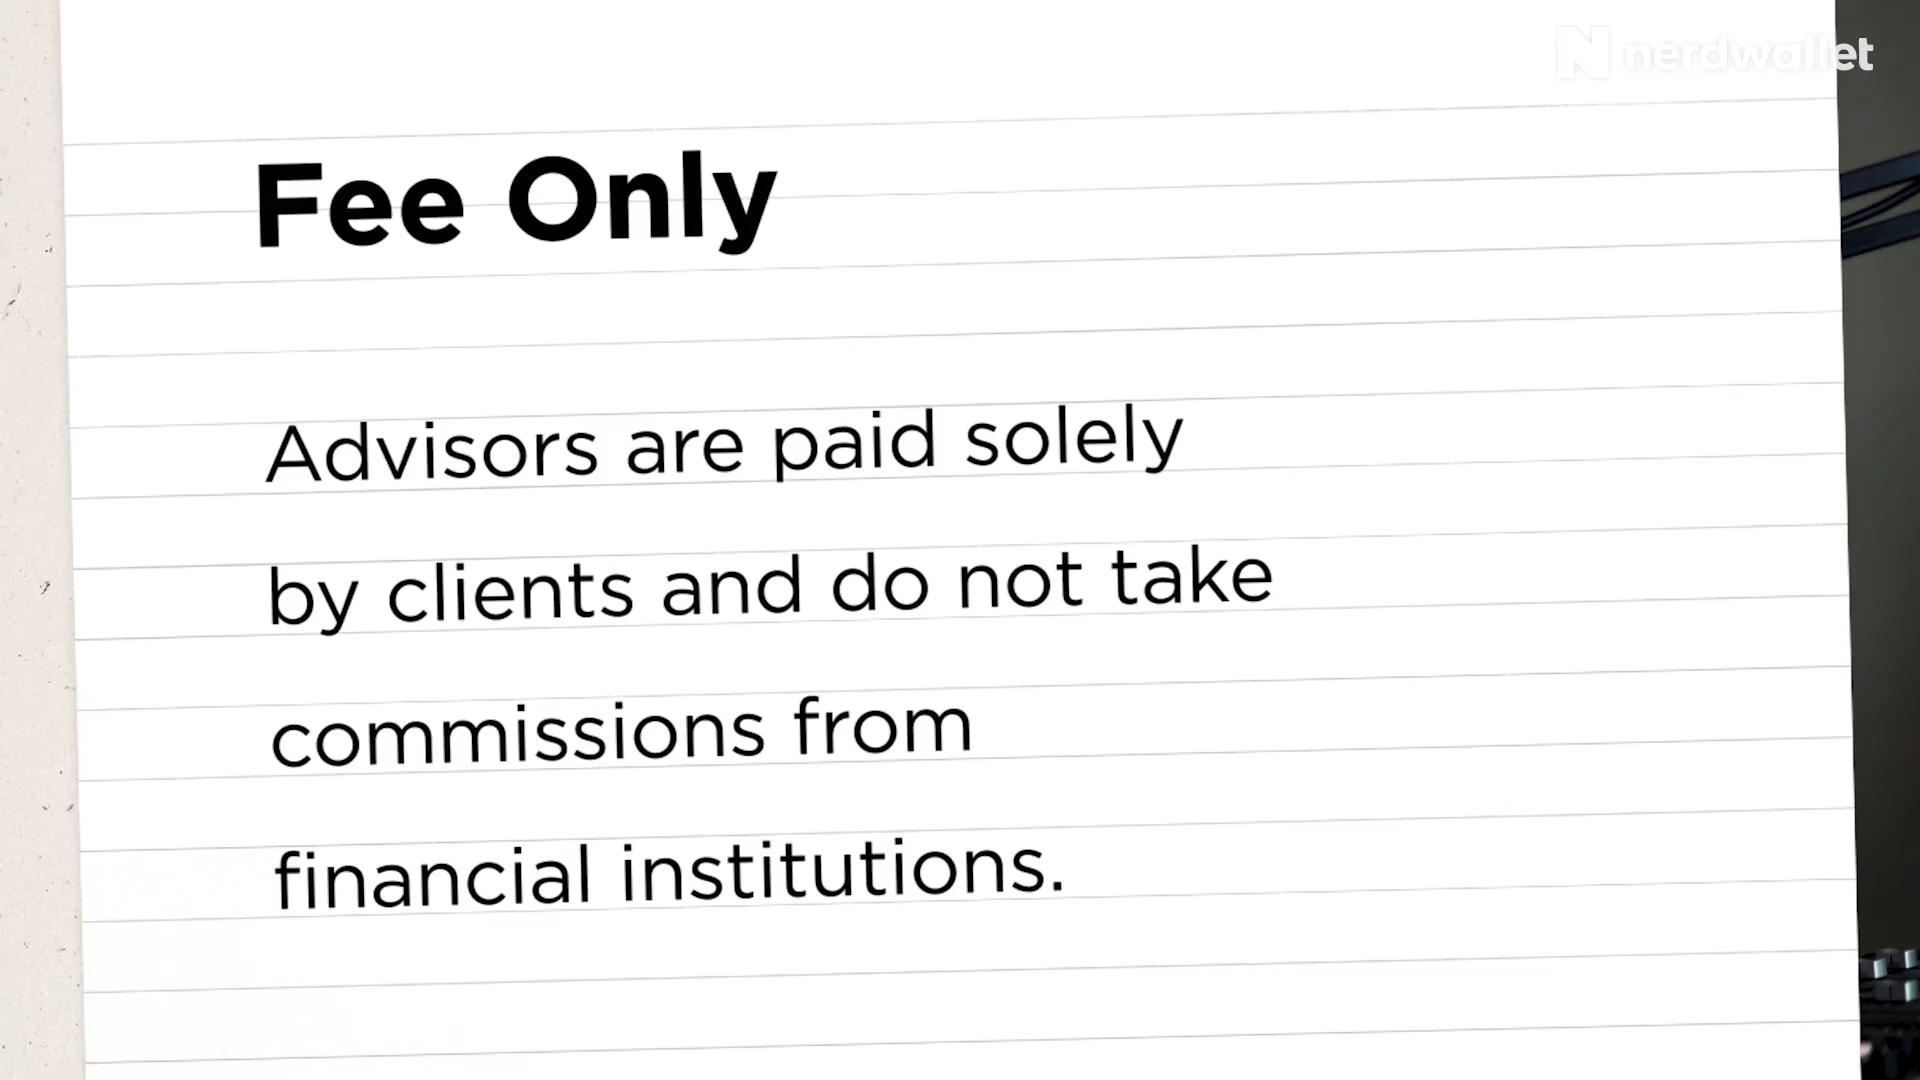 nerdwallet
Fee Only
Advisors are paid solely
by clients and do not take
commissions from
financial institutions.